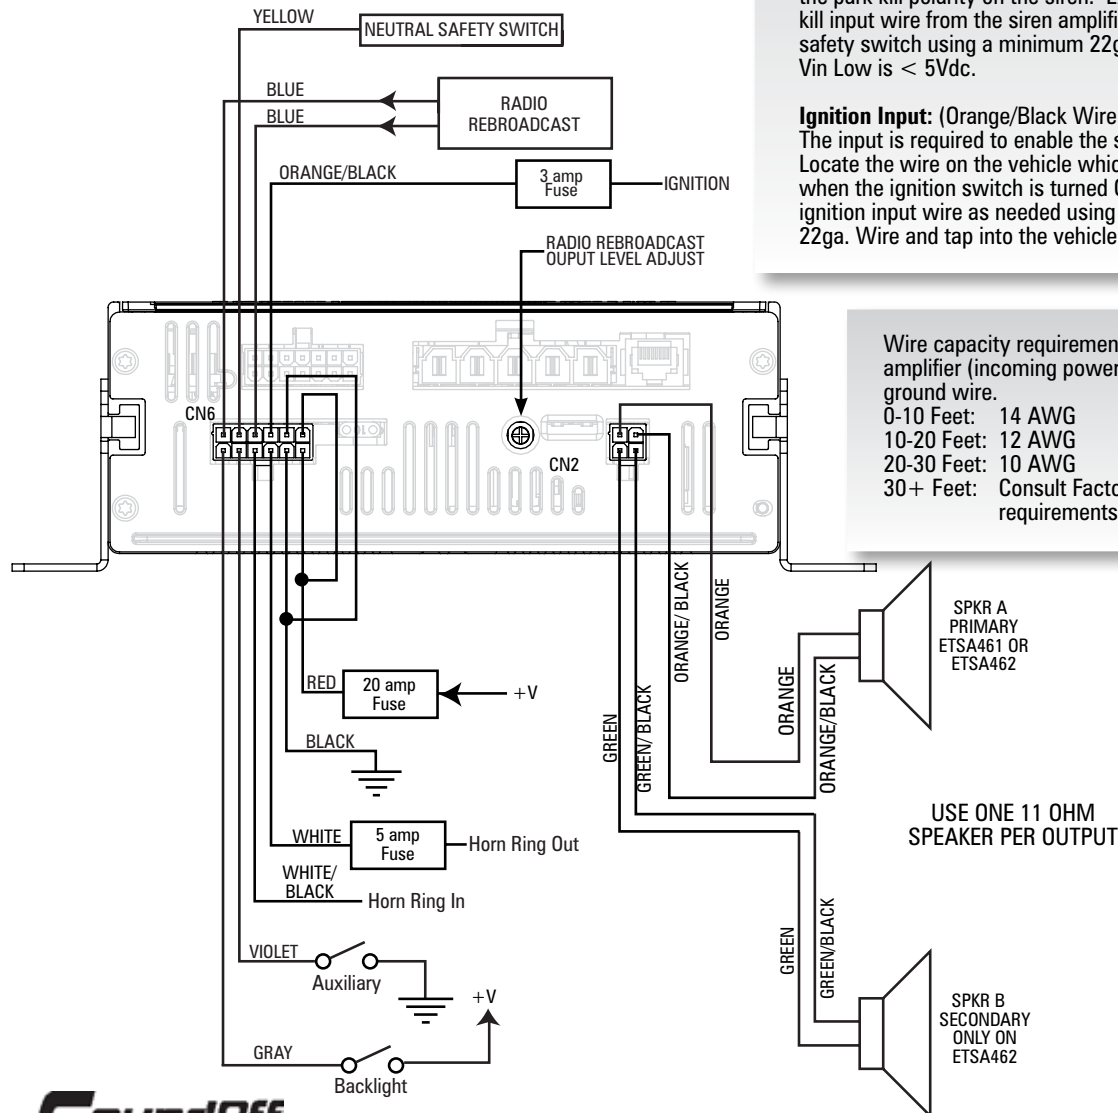 the park kill polarity on the siren.
kill input wire from the siren
safety switch using a minimum
Vin Low is < 5Vdc.
Ignition Input: (Orange/Black Wire
The input is required to enable the
Locate the wire on the vehicle
when the ignition switch is turned
ignition input wire as needed using
22ga. Wire and tap into the vehicle
YELLOW
NEUTRAL SAFETY SWITCH
BLUE
BLUE
RADIO
REBROADCAST
ORANGE/BLACK
3 amp
Fuse
IGNITION
RADIO REBROADCAST
OUPUT LEVEL ADJUST
Wire capacity
amplifier (incoming power
ground wire.
0-10 Feet: 14 AWG
10-20 Feet: 12 AWG
20-30 Feet: 10 AWG
30+ Feet: Consult
requirements
CN6
CN2
ORANGE/ BLACK
ORANGE
GREEN
GREEN/ BLACK
ORANGE
ORANGE/BLACK
SPKR A
PRIMARY
ETSA461 OR
ETSA462
RED
20 amp
Fuse
+V
BLACK
WHITE
5 amp
Fuse
Horn Ring Out
WHITE/
BLACK
Horn Ring In
USE ONE 11 OHM
SPEAKER PER OUTPUT
VIOLET
Auxiliary
+V
GRAY
Backlight
GREEN
GREEN/BLACK
SPKR B
SECONDARY
ONLY ON
ETSA462
SoundOff